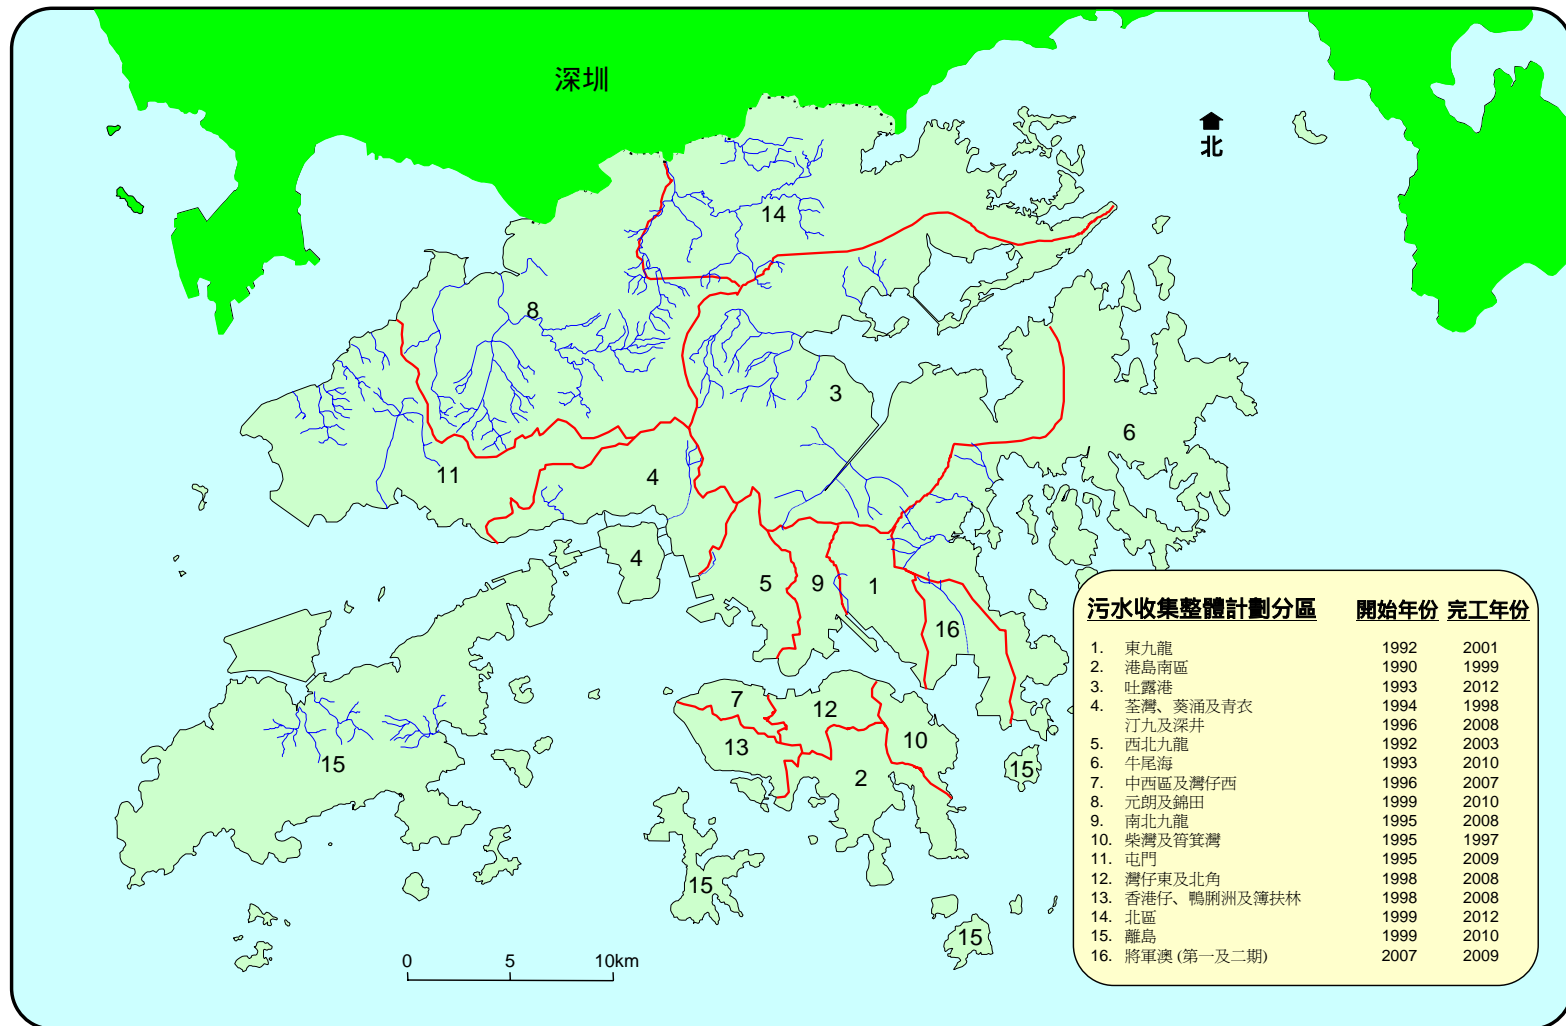 深圳
北
14
8
3
6
11
4
4
5
9
1
16
7
12
13
10
2
15
15
15
15
0 5 10km
污水收集整體計劃分區 開始年份 完工年份
1. 東九龍 1992 2001
2. 港島南區 1990 1999
3. 吐露港 1993 2012
4. 荃灣、葵涌及青衣 1994 1998
汀九及深井 1996 2008
5. 西北九龍 1992 2003
6. 牛尾海 1993 2010
7. 中西區及灣仔西 1996 2007
8. 元朗及錦田 1999 2010
9. 南北九龍 1995 2008
10. 柴灣及筲箕灣 1995 1997
11. 屯門 1995 2009
12. 灣仔東及北角 1998 2008
13. 香港仔、鴨脷洲及簿扶林 1998 2008
14. 北區 1999 2012
15. 離島 1999 2010
16. 將軍澳 (第一及二期) 2007 2009